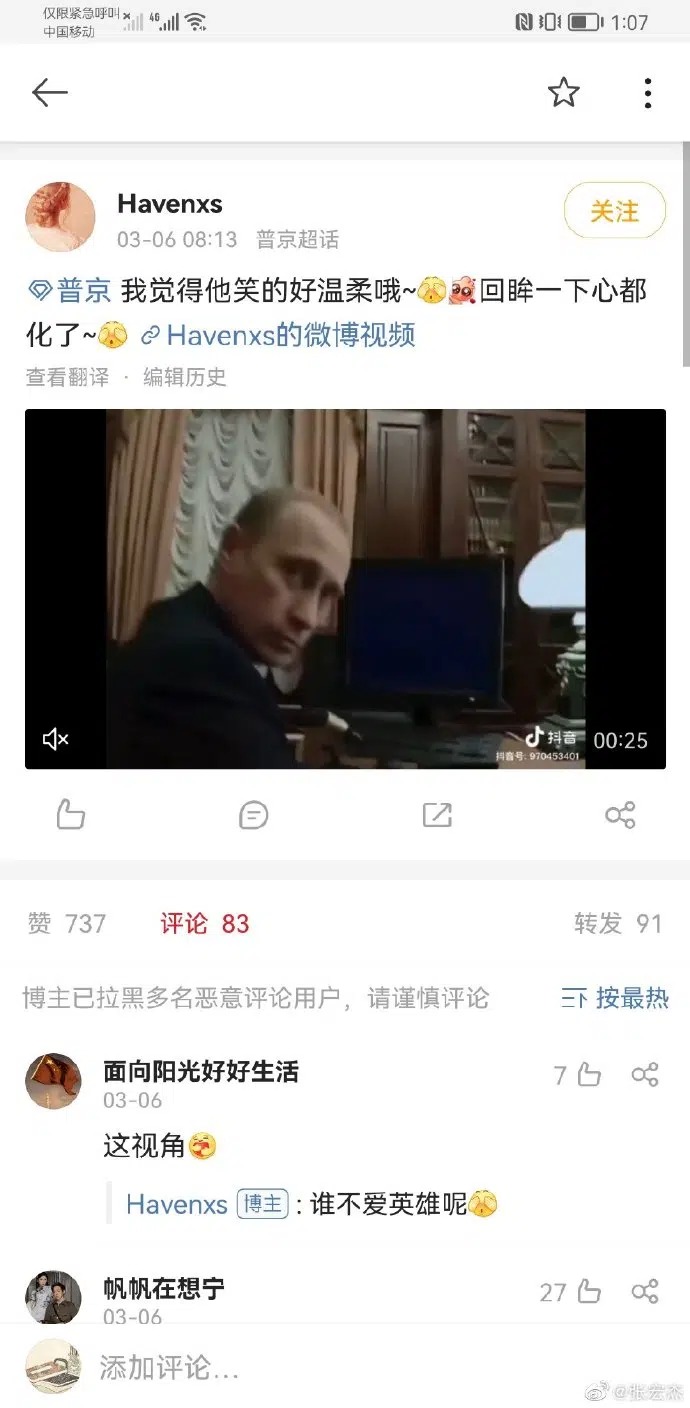 仅限紧急呼叫
中国移动
4G
1:07
Havenxs
03-06 08:13 普京超话
关注
普京 我觉得他笑的好温柔哦~回眸一下心都
化了~ Havenxs的微博视频
查看翻译 · 编辑历史
抖音
抖音号: 970453401
00:25
赞 737
评论 83
转发 91
博主已拉黑多名恶意评论用户，请谨慎评论
按最热
面向阳光好好生活
7
03-06
这视角
Havenxs 博主 : 谁不爱英雄呢
帆帆在想宁
27
03-06
添加评论...
@张宏杰